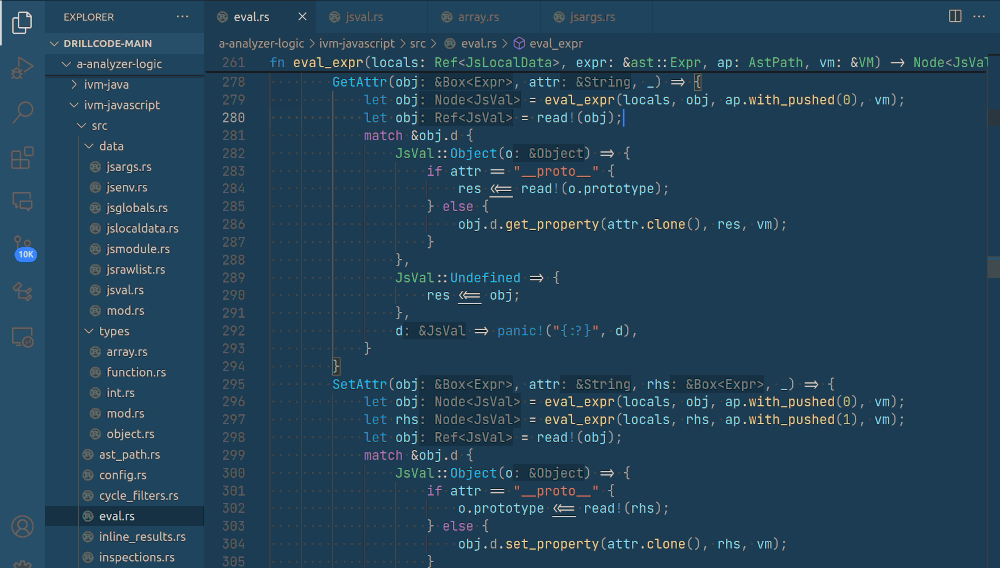 EXPLORER
DRILLCODE-MAIN
a-analyzer-logic
ivm-java
ivm-javascript
src
data
jsargs.rs
jsenv.rs
jsglobals.rs
jslocaldata.rs
jsmodule.rs
jsrawlist.rs
jsval.rs
mod.rs
types
array.rs
function.rs
int.rs
mod.rs
object.rs
ast_path.rs
config.rs
cycle_filters.rs
eval.rs
inline_results.rs
inspections.rs
10K
eval.rs jsval.rs array.rs jsargs.rs
a-analyzer-logic > ivm-javascript > src > eval.rs > eval_expr
261 fn eval_expr(locals: Ref<JsLocalData>, expr: &ast::Expr, ap: AstPath, vm: &VM) -> Node<JsVal
278 GetAttr(obj: &Box<Expr>, attr: &String, _) => {
279 let obj: Node<JsVal> = eval_expr(locals, obj, ap.with_pushed(0), vm);
280 let obj: Ref<JsVal> = read!(obj);
281 match &obj.d {
282 JsVal::Object(o: &Object) => {
283 if attr == "__proto__" {
284 res <<= read!(o.prototype);
285 } else {
286 obj.d.get_property(attr.clone(), res, vm);
287 }
288 },
289 JsVal::Undefined => {
290 res <<= obj;
291 },
292 d: &JsVal => panic!("{:?}", d),
293 }
294 }
295 SetAttr(obj: &Box<Expr>, attr: &String, rhs: &Box<Expr>, _) => {
296 let obj: Node<JsVal> = eval_expr(locals, obj, ap.with_pushed(0), vm);
297 let rhs: Node<JsVal> = eval_expr(locals, rhs, ap.with_pushed(1), vm);
298 let obj: Ref<JsVal> = read!(obj);
299 match &obj.d {
300 JsVal::Object(o: &Object) => {
301 if attr == "__proto__" {
302 o.prototype <<= read!(rhs);
303 } else {
304 obj.d.set_property(attr.clone(), rhs, vm);
305 }